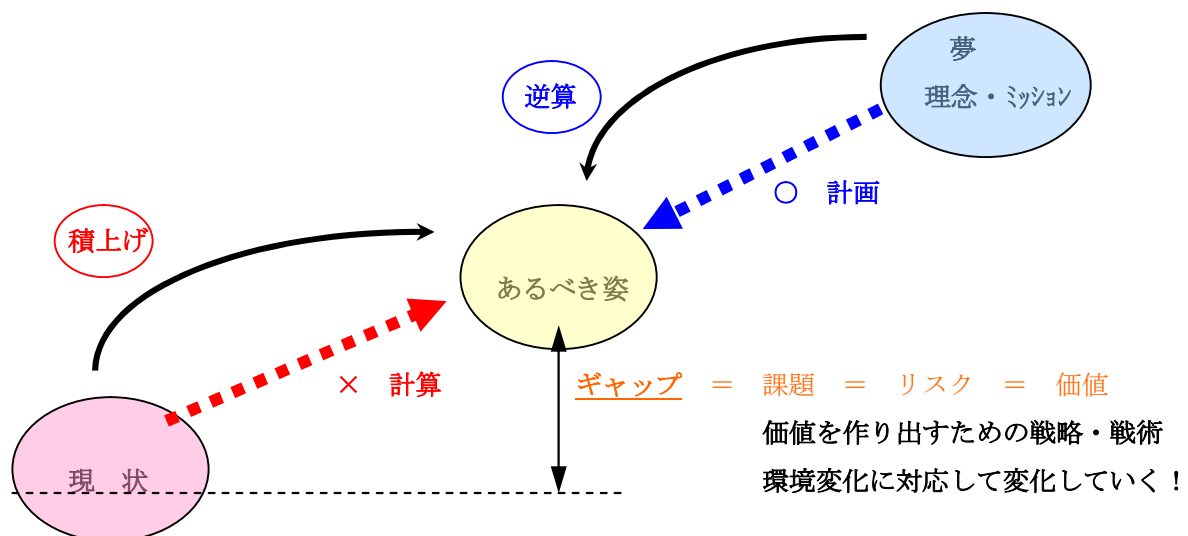 夢
理念・ﾐｯｼｮﾝ
逆算
○　計画
積上げ
あるべき姿
×　計算
ギャップ　＝　課題　＝　リスク　＝　価値
価値を作り出すための戦略・戦術
現　状
環境変化に対応して変化していく！